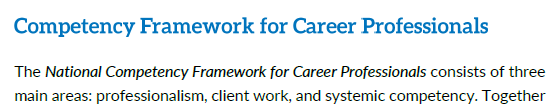 Competency Framework for Career Professionals
The National Competency Framework for Career Professionals consists of three
main areas: professionalism, client work, and systemic competency. Together